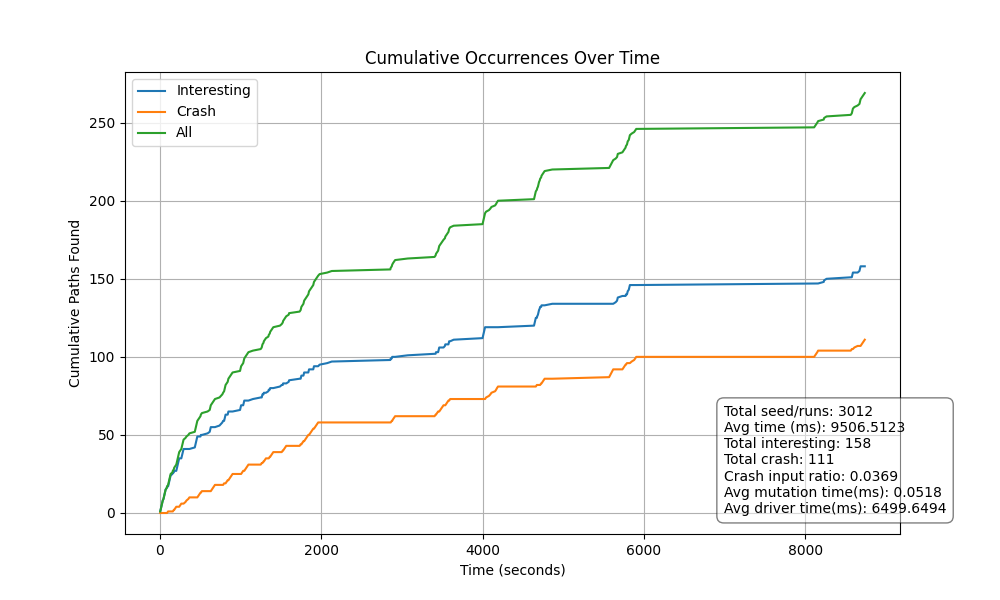 Cumulative Occurrences Over Time
Interesting
Crash
All
250
200
150
100
50
0
Cumulative Paths Found
Total seed/runs: 3012
Avg time (ms): 9506.5123
Total interesting: 158
Total crash: 111
Crash input ratio: 0.0369
Avg mutation time(ms): 0.0518
Avg driver time(ms): 6499.6494
0 2000 4000 6000 8000
Time (seconds)